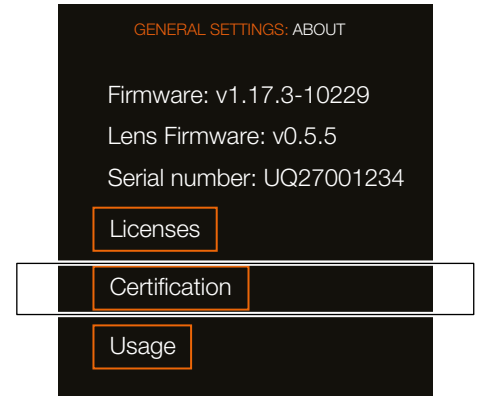 GENERAL SETTINGS: ABOUT
Firmware: v1.17.3-10229
Lens Firmware: v0.5.5
Serial number: UQ27001234
Licenses
Certification
Usage